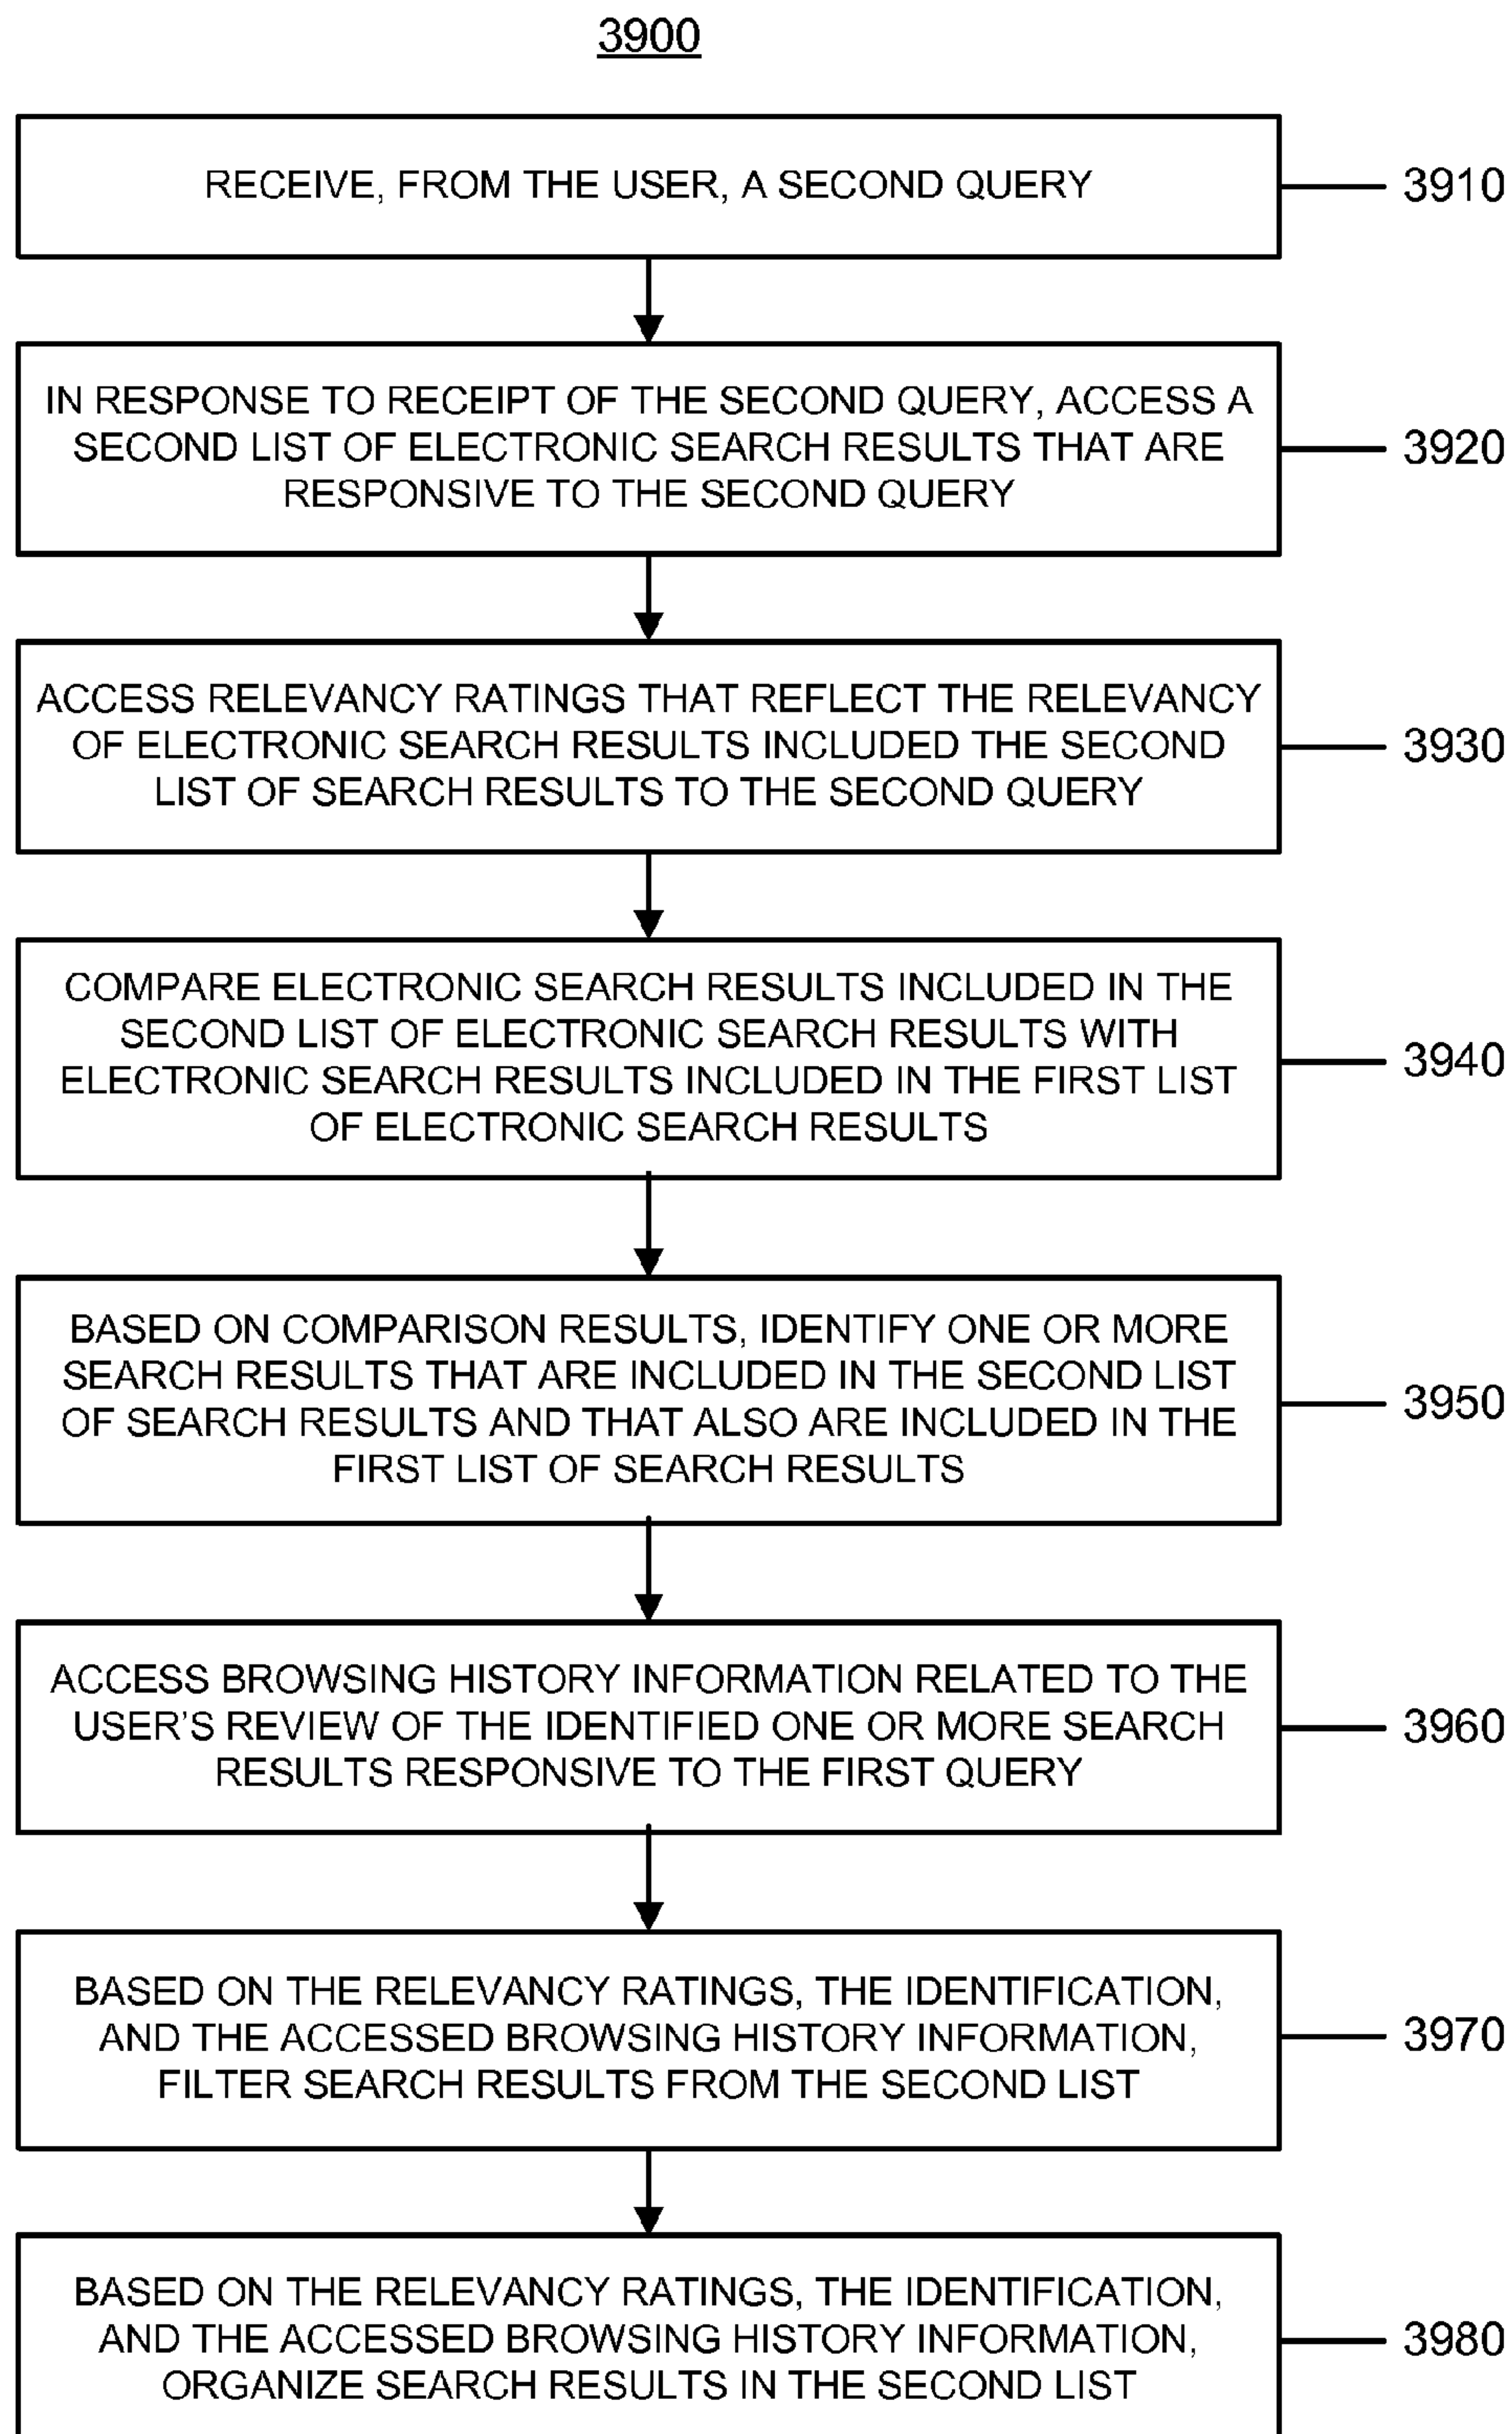 3900
RECEIVE, FROM THE USER, A SECOND QUERY
3910
IN RESPONSE TO RECEIPT OF THE SECOND QUERY, ACCESS A
SECOND LIST OF ELECTRONIC SEARCH RESULTS THAT ARE
RESPONSIVE TO THE SECOND QUERY
3920
ACCESS RELEVANCY RATINGS THAT REFLECT THE RELEVANCY
OF ELECTRONIC SEARCH RESULTS INCLUDED THE SECOND
LIST OF SEARCH RESULTS TO THE SECOND QUERY
3930
COMPARE ELECTRONIC SEARCH RESULTS INCLUDED IN THE
SECOND LIST OF ELECTRONIC SEARCH RESULTS WITH
ELECTRONIC SEARCH RESULTS INCLUDED IN THE FIRST LIST
OF ELECTRONIC SEARCH RESULTS
3940
BASED ON COMPARISON RESULTS, IDENTIFY ONE OR MORE
SEARCH RESULTS THAT ARE INCLUDED IN THE SECOND LIST
OF SEARCH RESULTS AND THAT ALSO ARE INCLUDED IN THE
FIRST LIST OF SEARCH RESULTS
3950
ACCESS BROWSING HISTORY INFORMATION RELATED TO THE
USER'S REVIEW OF THE IDENTIFIED ONE OR MORE SEARCH
RESULTS RESPONSIVE TO THE FIRST QUERY
3960
BASED ON THE RELEVANCY RATINGS, THE IDENTIFICATION,
AND THE ACCESSED BROWSING HISTORY INFORMATION,
FILTER SEARCH RESULTS FROM THE SECOND LIST
3970
BASED ON THE RELEVANCY RATINGS, THE IDENTIFICATION,
AND THE ACCESSED BROWSING HISTORY INFORMATION,
ORGANIZE SEARCH RESULTS IN THE SECOND LIST
3980